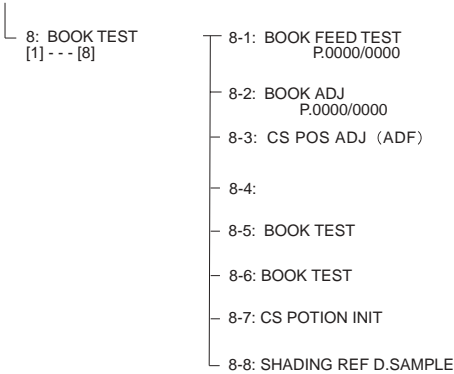 8: BOOK TEST
[1] - - - [8]
8-1: BOOK FEED TEST
P.0000/0000
8-2: BOOK ADJ
P.0000/0000
8-3: CS POS ADJ（ADF）
8-4:
8-5: BOOK TEST
8-6: BOOK TEST
8-7: CS POTION INIT
8-8: SHADING REF D.SAMPLE